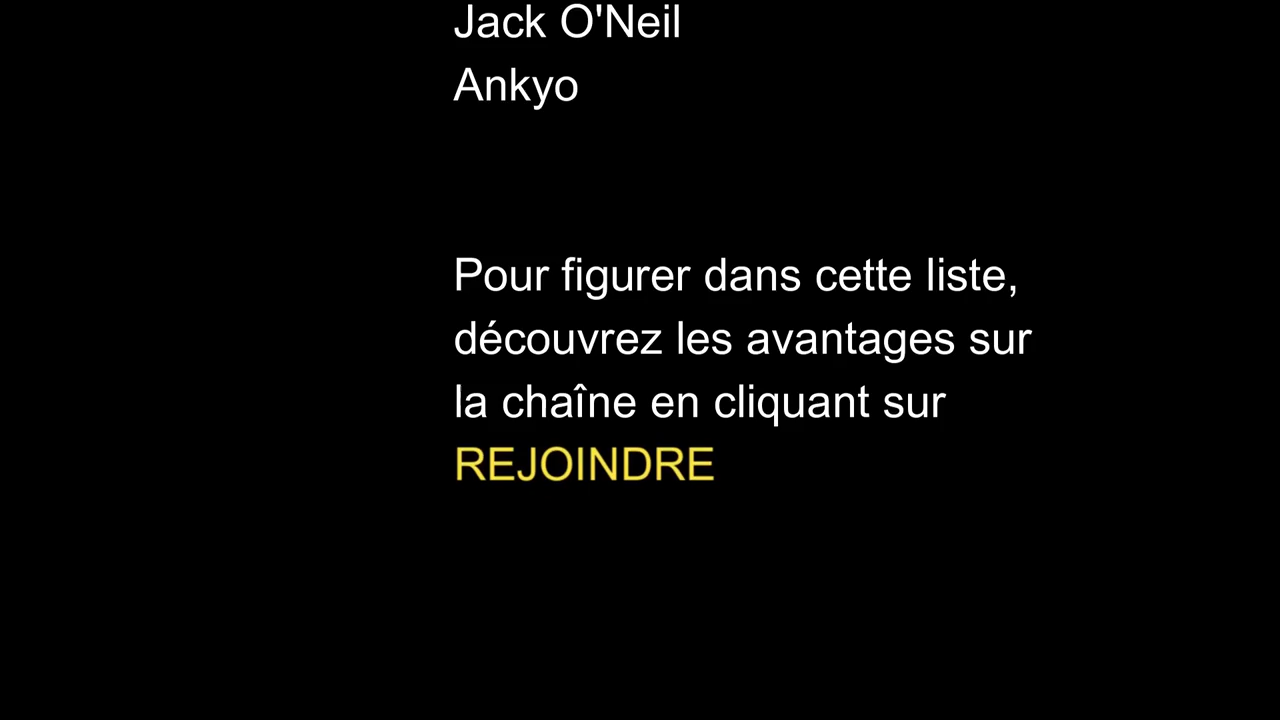 Jack O'Neil
Ankyo
Pour figurer dans cette liste,
découvrez les avantages sur
la chaîne en cliquant sur
REJOINDRE